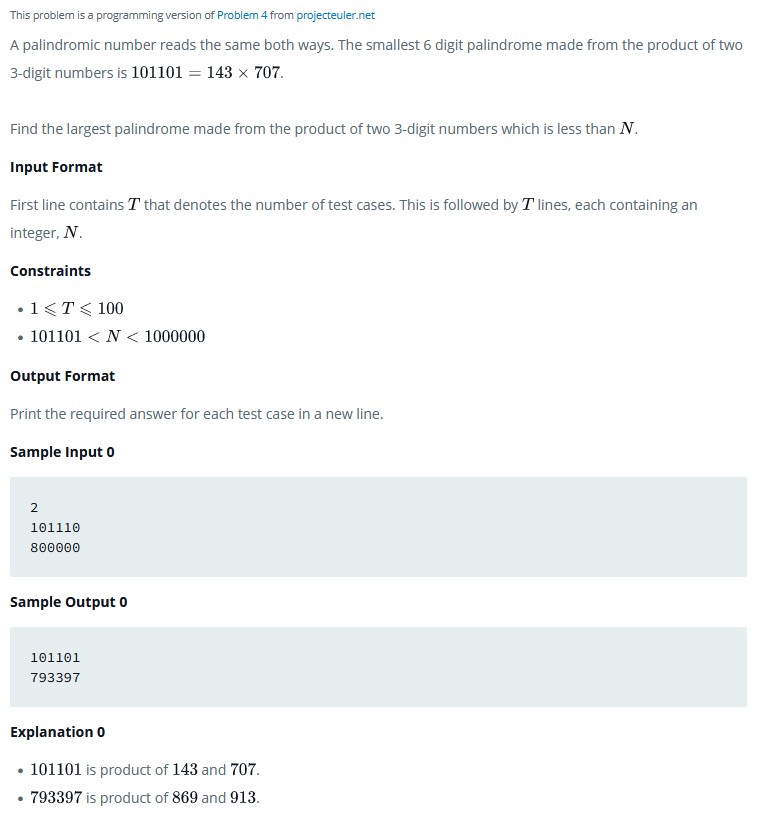 This problem is a programming version of Problem 4 from projecteuler.net
A palindromic number reads the same both ways. The smallest 6 digit palindrome made from the product of two
3-digit numbers is 101101 = 143 × 707.
Find the largest palindrome made from the product of two 3-digit numbers which is less than N.
Input Format
First line contains T that denotes the number of test cases. This is followed by T lines, each containing an
integer, N.
Constraints
• 1 ⩽ T ⩽ 100
• 101101 < N < 1000000
Output Format
Print the required answer for each test case in a new line.
Sample Input 0
2
101110
800000
Sample Output 0
101101
793397
Explanation 0
• 101101 is product of 143 and 707.
• 793397 is product of 869 and 913.